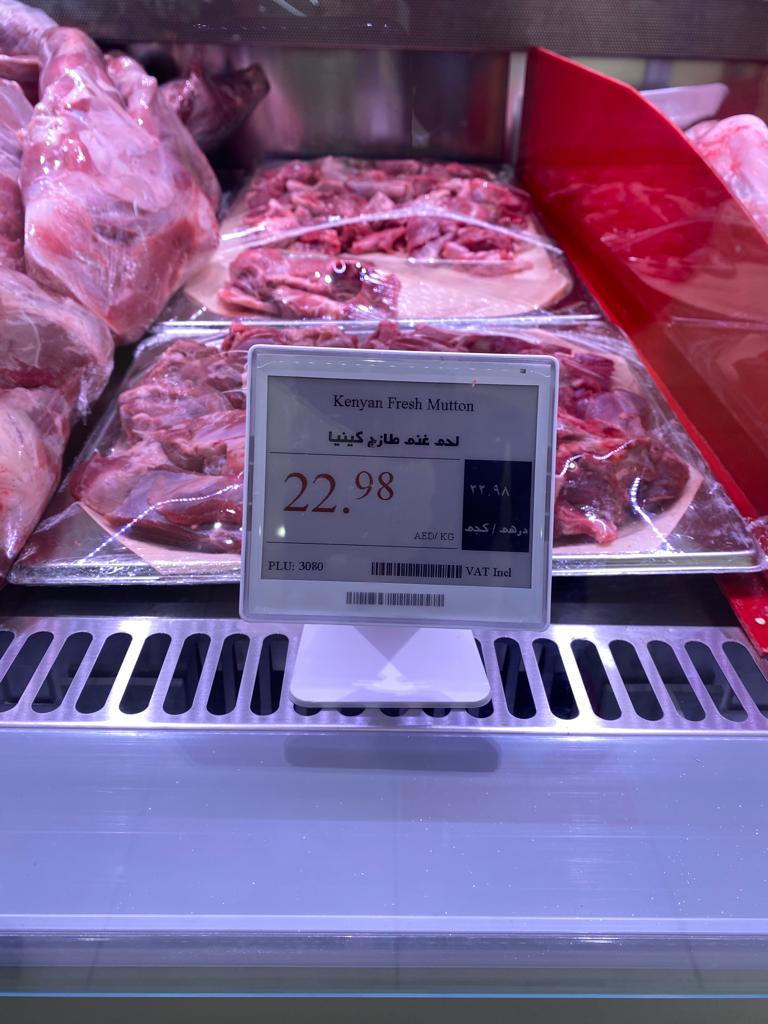 Kenyan Fresh Mutton
لحم غنم طازج كينيا
22.98
AED/ KG
٢٢.٩٨
درهم / كجم
PLU: 3080
VAT Incl